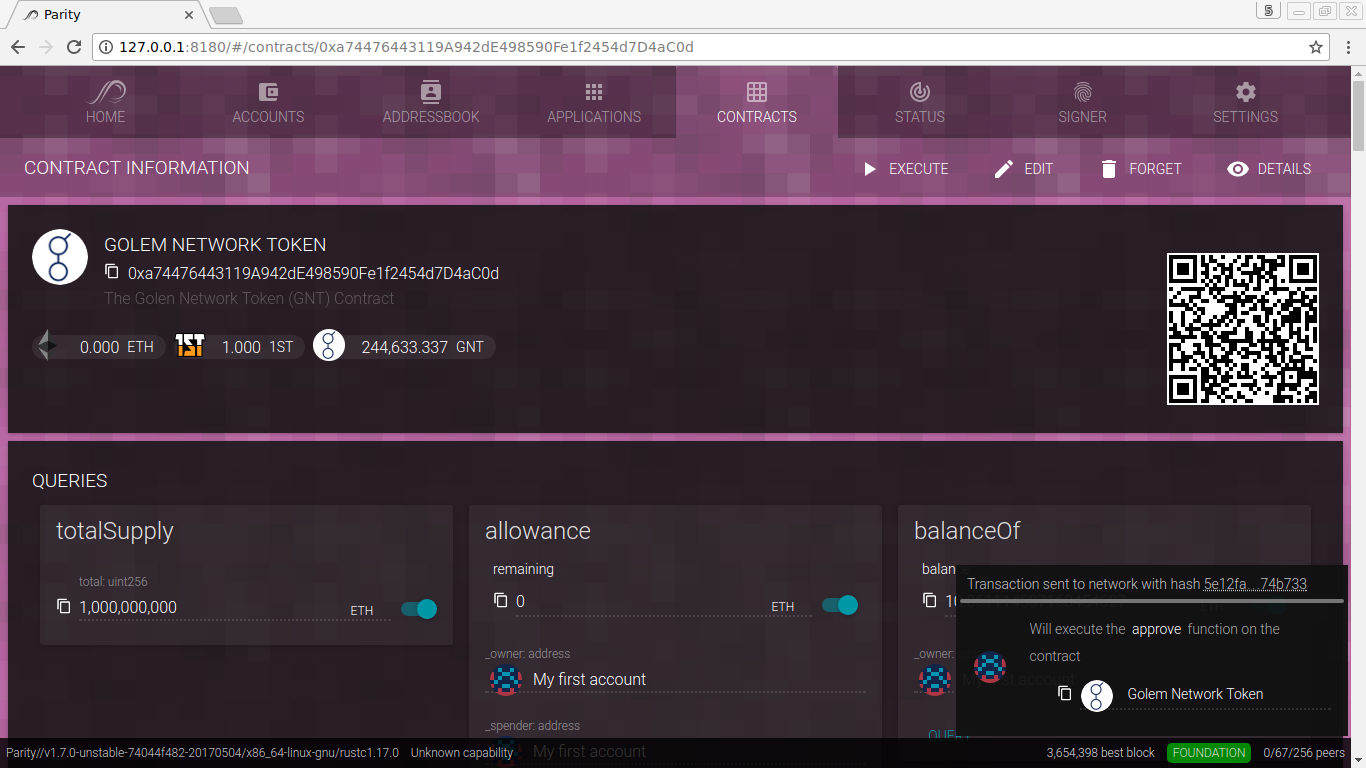 Parity
5
127.0.0.1:8180/#/contracts/0xa74476443119A942dE498590Fe1f2454d7D4aC0d
HOME ACCOUNTS ADDRESSBOOK APPLICATIONS CONTRACTS STATUS SIGNER SETTINGS
CONTRACT INFORMATION EXECUTE EDIT FORGET DETAILS
GOLEM NETWORK TOKEN
0xa74476443119A942dE498590Fe1f2454d7D4aC0d
The Golen Network Token (GNT) Contract
0.000 ETH 1ST 1.000 1ST 244,633.337 GNT
QUERIES
totalSupply
total: uint256
1,000,000,000 ETH
allowance
remaining
0 ETH
_owner: address
My first account
_spender: address
My first account
balanceOf
balan
_owner:
Transaction sent to network with hash 5e12fa...74b733
Will execute the approve function on the
contract
Golem Network Token
Parity//v1.7.0-unstable-74044f482-20170504/x86_64-linux-gnu/rustc1.17.0 Unknown capability 3,654,398 best block FOUNDATION 0/67/256 peers